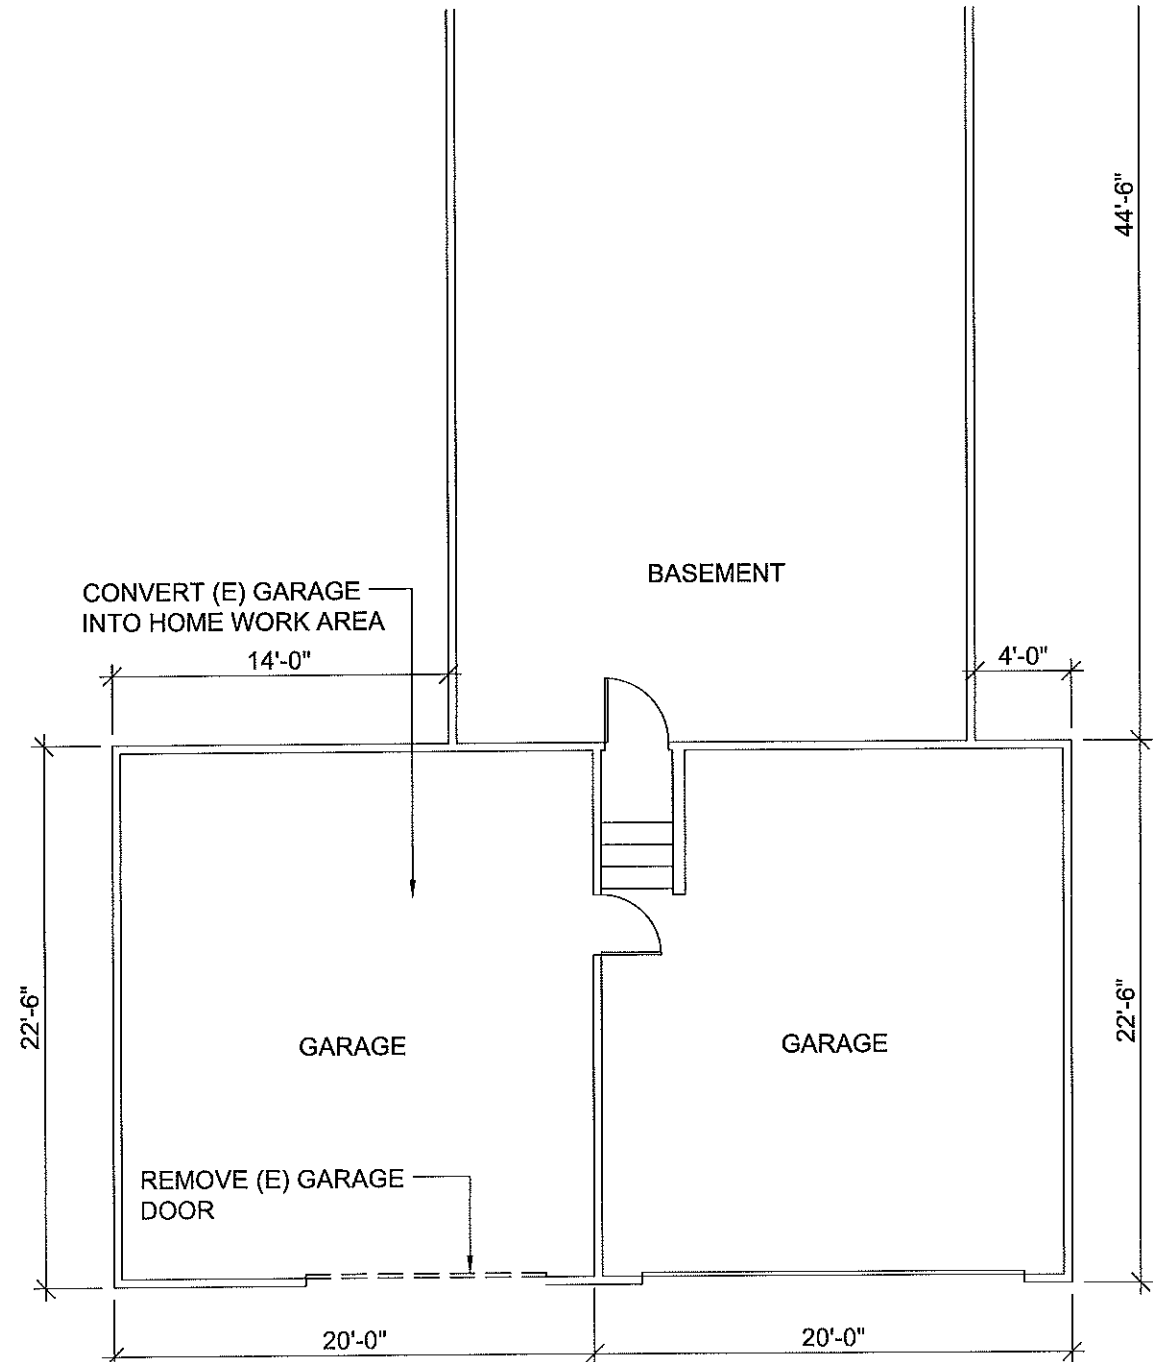 44'-6"
BASEMENT
CONVERT (E) GARAGE
INTO HOME WORK AREA
14'-0"
4'-0"
22'-6"
GARAGE
GARAGE
22'-6"
REMOVE (E) GARAGE
DOOR
20'-0"
20'-0"